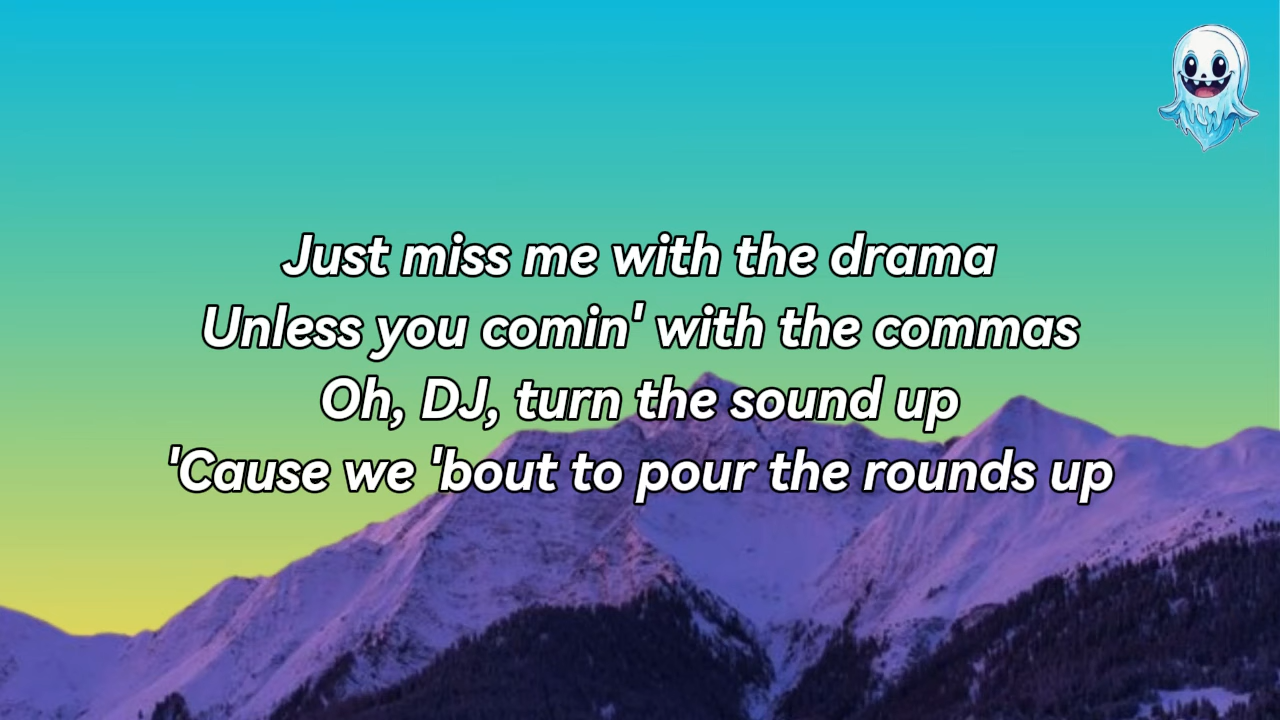 Just miss me with the drama
Unless you comin' with the commas
Oh, DJ, turn the sound up
'Cause we 'bout to pour the rounds up